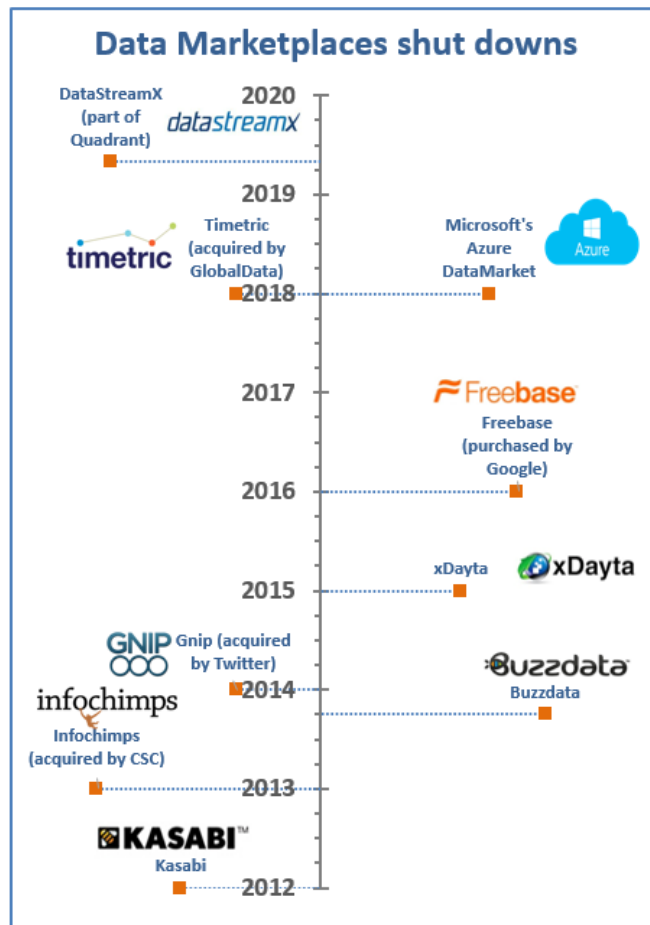 Data Marketplaces shut downs
DataStreamX
(part of
Quadrant)
datastreamx
2020
2019
timetric
Timetric
(acquired by
GlobalData)
Microsoft's
Azure
DataMarket
Azure
2018
2017
Freebase
Freebase
(purchased by
Google)
2016
xDayta
xDayta
2015
GNIP
Gnip (acquired
by Twitter)
Buzzdata
Buzzdata
2014
infochimps
Infochimps
(acquired by CSC)
2013
KASABI™
Kasabi
2012